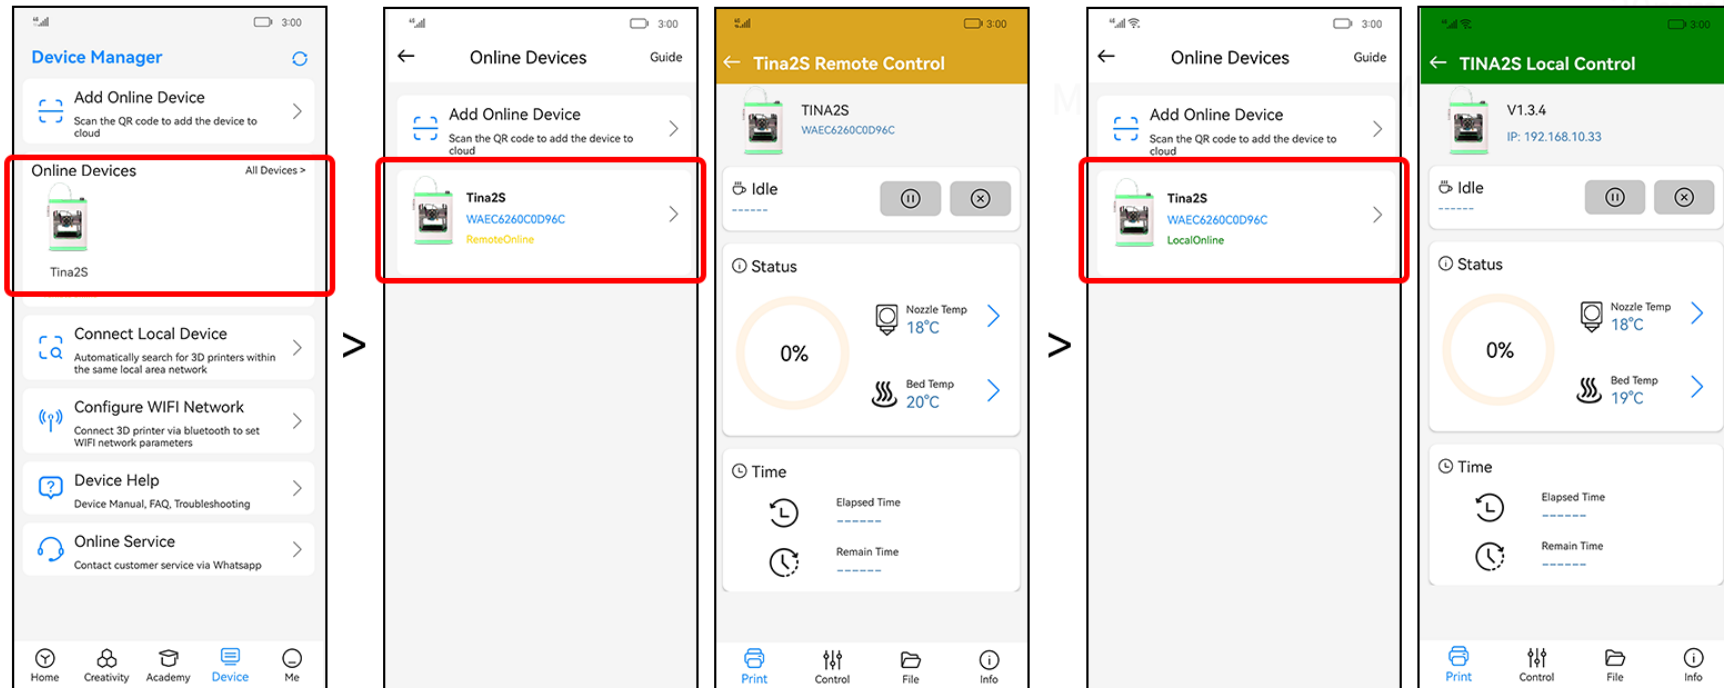 3:00
Device Manager
Add Online Device
Scan the QR code to add the device to
cloud
Online Devices
All Devices >
Tina2S
Connect Local Device
Automatically search for 3D printers within
the same local area network
Configure WIFI Network
Connect 3D printer via bluetooth to set
WIFI network parameters
Device Help
Device Manual, FAQ, Troubleshooting
Online Service
Contact customer service via Whatsapp
Home
Creativity
Academy
Device
Me
>
3:00
Online Devices
Guide
Add Online Device
Scan the QR code to add the device to
cloud
Tina2S
WAEC6260C0D96C
RemoteOnline
3:00
Tina2S Remote Control
TINA2S
WAEC6260C0D96C
Idle
------
Status
0%
Nozzle Temp
18°C
Bed Temp
20°C
Time
Elapsed Time
------
Remain Time
------
Print
Control
File
Info
>
3:00
Online Devices
Guide
Add Online Device
Scan the QR code to add the device to
cloud
Tina2S
WAEC6260C0D96C
LocalOnline
3:00
TINA2S Local Control
V1.3.4
IP: 192.168.10.33
Idle
------
Status
0%
Nozzle Temp
18°C
Bed Temp
19°C
Time
Elapsed Time
------
Remain Time
------
Print
Control
File
Info